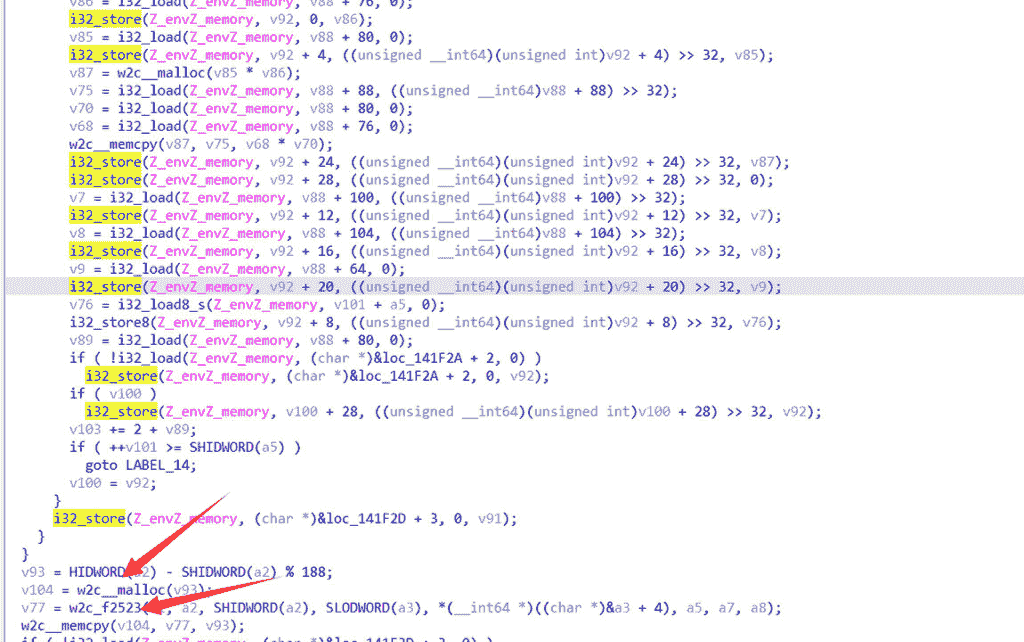 v86 = i32_load(Z_envZ_memory, v88 + 76, 0);
i32_store(Z_envZ_memory, v92, 0, v86);
v85 = i32_load(Z_envZ_memory, v88 + 80, 0);
i32_store(Z_envZ_memory, v92 + 4, ((unsigned __int64)(unsigned int)v92 + 4) >> 32, v85);
v87 = w2c__malloc(v85 * v86);
v75 = i32_load(Z_envZ_memory, v88 + 88, ((unsigned __int64)v88 + 88) >> 32);
v70 = i32_load(Z_envZ_memory, v88 + 80, 0);
v68 = i32_load(Z_envZ_memory, v88 + 76, 0);
w2c__memcpy(v87, v75, v68 * v70);
i32_store(Z_envZ_memory, v92 + 24, ((unsigned __int64)(unsigned int)v92 + 24) >> 32, v87);
i32_store(Z_envZ_memory, v92 + 28, ((unsigned __int64)(unsigned int)v92 + 28) >> 32, 0);
v7 = i32_load(Z_envZ_memory, v88 + 100, ((unsigned __int64)v88 + 100) >> 32);
i32_store(Z_envZ_memory, v92 + 12, ((unsigned __int64)(unsigned int)v92 + 12) >> 32, v7);
v8 = i32_load(Z_envZ_memory, v88 + 104, ((unsigned __int64)v88 + 104) >> 32);
i32_store(Z_envZ_memory, v92 + 16, ((unsigned __int64)(unsigned int)v92 + 16) >> 32, v8);
v9 = i32_load(Z_envZ_memory, v88 + 64, 0);
i32_store(Z_envZ_memory, v92 + 20, ((unsigned __int64)(unsigned int)v92 + 20) >> 32, v9);
v76 = i32_load8_s(Z_envZ_memory, v101 + a5, 0);
i32_store8(Z_envZ_memory, v92 + 8, ((unsigned __int64)(unsigned int)v92 + 8) >> 32, v76);
v89 = i32_load(Z_envZ_memory, v88 + 80, 0);
if ( !i32_load(Z_envZ_memory, (char *)&loc_141F2A + 2, 0) )
i32_store(Z_envZ_memory, (char *)&loc_141F2A + 2, 0, v92);
if ( v100 )
i32_store(Z_envZ_memory, v100 + 28, ((unsigned __int64)(unsigned int)v100 + 28) >> 32, v92);
v103 += 2 + v89;
if ( ++v101 >= SHIDWORD(a5) )
goto LABEL_14;
v100 = v92;
}
i32_store(Z_envZ_memory, (char *)&loc_141F2D + 3, 0, v91);
}
}
v93 = HIDWORD(a2) - SHIDWORD(a2) % 188;
v104 = w2c__malloc(v93);
v77 = w2c_f2523( a2, SHIDWORD(a2), SLODWORD(a3), *(__int64 *)((char *)&a3 + 4), a5, a7, a8);
w2c__memcpy(v104, v77, v93);
if ( !i32_load(Z_envZ_memory, (char *)&loc_141F2D + 3, 0) )